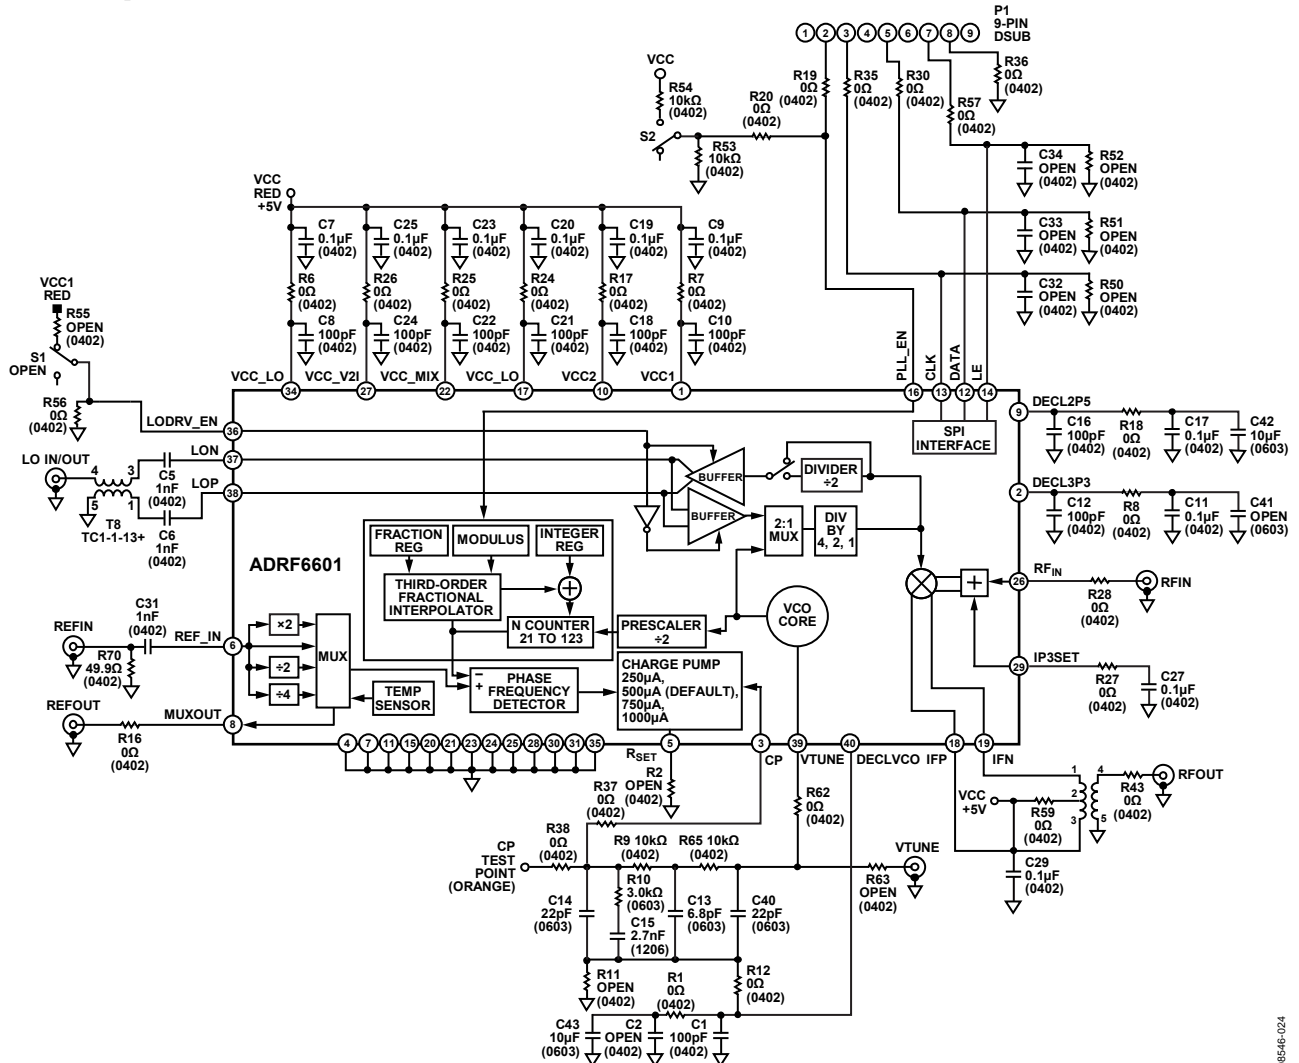 P1
9-PIN
DSUB
1 2 3 4 5 6 7 8 9
VCC
R54
10kΩ
(0402)
S2
R53
10kΩ
(0402)
R20
0Ω
(0402)
R19
0Ω
(0402)
R35
0Ω
(0402)
R30
0Ω
(0402)
R57
0Ω
(0402)
R36
0Ω
(0402)
C34
OPEN
(0402)
R52
OPEN
(0402)
C33
OPEN
(0402)
R51
OPEN
(0402)
C32
OPEN
(0402)
R50
OPEN
(0402)
VCC
RED
+5V
C7
0.1µF
(0402)
C25
0.1µF
(0402)
C23
0.1µF
(0402)
C20
0.1µF
(0402)
C19
0.1µF
(0402)
C9
0.1µF
(0402)
R6
0Ω
(0402)
R26
0Ω
(0402)
R25
0Ω
(0402)
R24
0Ω
(0402)
R17
0Ω
(0402)
R7
0Ω
(0402)
C8
100pF
(0402)
C24
100pF
(0402)
C22
100pF
(0402)
C21
100pF
(0402)
C18
100pF
(0402)
C10
100pF
(0402)
VCC1
RED
R55
OPEN
(0402)
S1
OPEN
R56
0Ω
(0402)
VCC_LO
34
VCC_V2I
27
VCC_MIX
22
VCC_LO
17
VCC2
10
VCC1
1
PLL_EN
16
CLK
13
DATA
12
LE
14
SPI
INTERFACE
LODRV_EN
36
LON
37
LOP
38
LO IN/OUT
4 3
5 1
T8
TC1-1-13+
C5
1nF
(0402)
C6
1nF
(0402)
9
DECL2P5
C16
100pF
(0402)
R18
0Ω
(0402)
C17
0.1µF
(0402)
C42
10µF
(0603)
2
DECL3P3
C12
100pF
(0402)
R8
0Ω
(0402)
C11
0.1µF
(0402)
C41
OPEN
(0603)
BUFFER
BUFFER
DIVIDER
÷2
2:1
MUX
DIV
BY
4, 2, 1
ADRF6601
FRACTION
REG
MODULUS
INTEGER
REG
THIRD-ORDER
FRACTIONAL
INTERPOLATOR
+
N COUNTER
21 TO 123
PRESCALER
÷2
VCO
CORE
+
26
RFIN
R28
0Ω
(0402)
RFIN
29
IP3SET
R27
0Ω
(0402)
C27
0.1µF
(0402)
REFIN
R70
49.9Ω
(0402)
C31
1nF
(0402)
REF_IN
6
×2
÷2
÷4
MUX
TEMP
SENSOR
−
+
PHASE
FREQUENCY
DETECTOR
CHARGE PUMP
250µA,
500µA (DEFAULT),
750µA,
1000µA
REFOUT
R16
0Ω
(0402)
MUXOUT
8
4 7 11 15 20 21 23 24 25 28 30 31 35
RSET
5
3
CP
39
VTUNE
40
DECLVCO
IFP
18
19
IFN
R2
OPEN
(0402)
R37
0Ω
(0402)
R62
0Ω
(0402)
VCC
+5V
R59
0Ω
(0402)
1
2
3
4
5
R43
0Ω
(0402)
RFOUT
C29
0.1µF
(0402)
CP
TEST
POINT
(ORANGE)
R38
0Ω
(0402)
R9 10kΩ
(0402)
R65 10kΩ
(0402)
R63
OPEN
(0402)
VTUNE
C14
22pF
(0603)
R10
3.0kΩ
(0603)
C15
2.7nF
(1206)
C13
6.8pF
(0603)
C40
22pF
(0603)
R11
OPEN
(0402)
R1
0Ω
(0402)
R12
0Ω
(0402)
C43
10µF
(0603)
C2
OPEN
(0402)
C1
100pF
(0402)